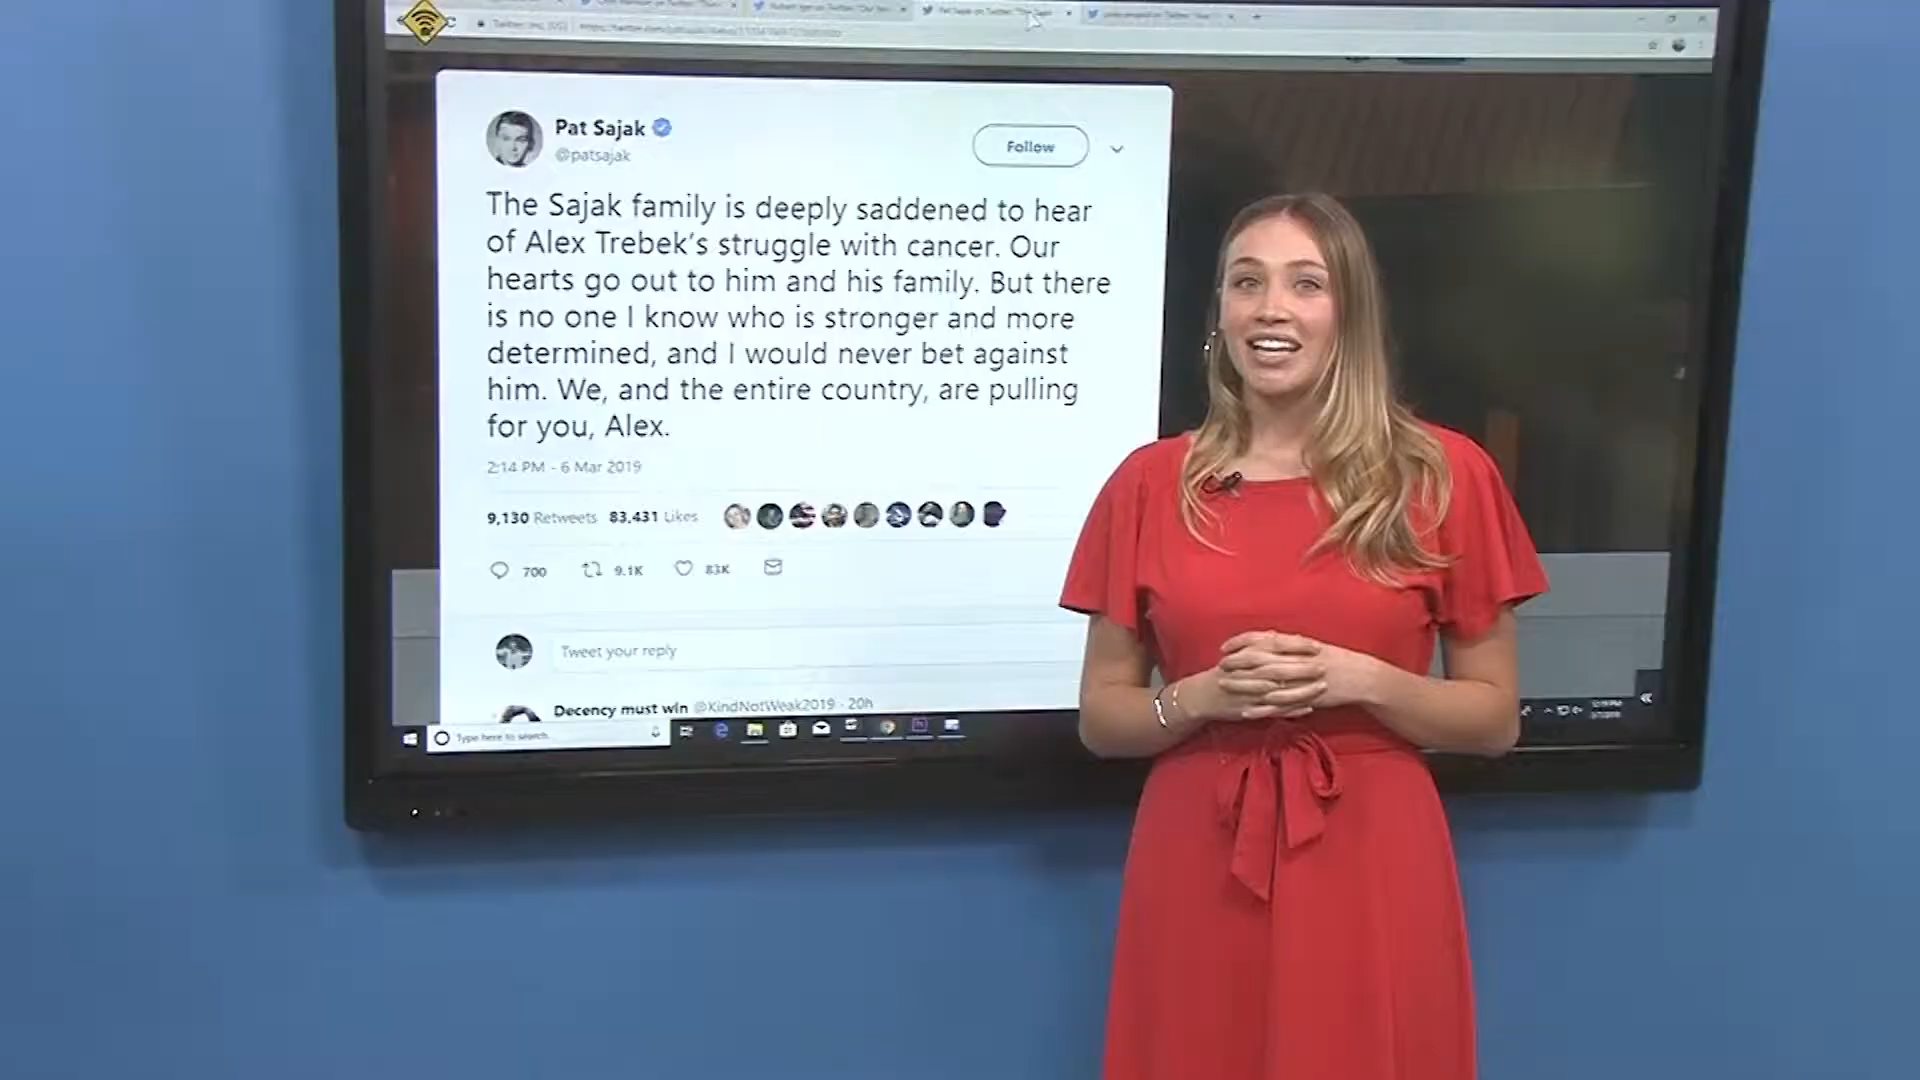 Pat Sajak
@patsajak
Follow
The Sajak family is deeply saddened to hear
of Alex Trebek's struggle with cancer. Our
hearts go out to him and his family. But there
is no one I know who is stronger and more
determined, and I would never bet against
him. We, and the entire country, are pulling
for you, Alex.
2:14 PM - 6 Mar 2019
9,130 Retweets 83,431 Likes
700 9.1K 83K
Tweet your reply
Decency must win @KindNotWeak2019 · 20h
Type here to search